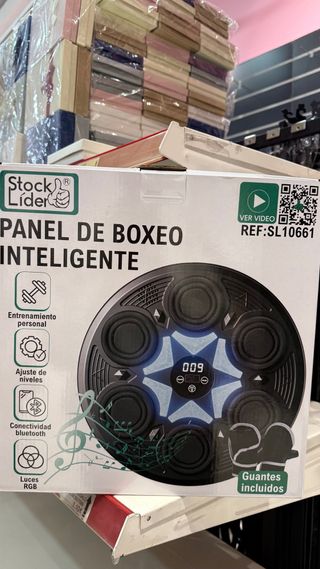 Stock®
Líder
VER VIDEO
REF:SL10661
PANEL DE BOXEO
INTELIGENTE
Entrenamiento
personal
Ajuste de
niveles
Conectividad
bluetooth
Luces
RGB
009
Guantes
incluidos